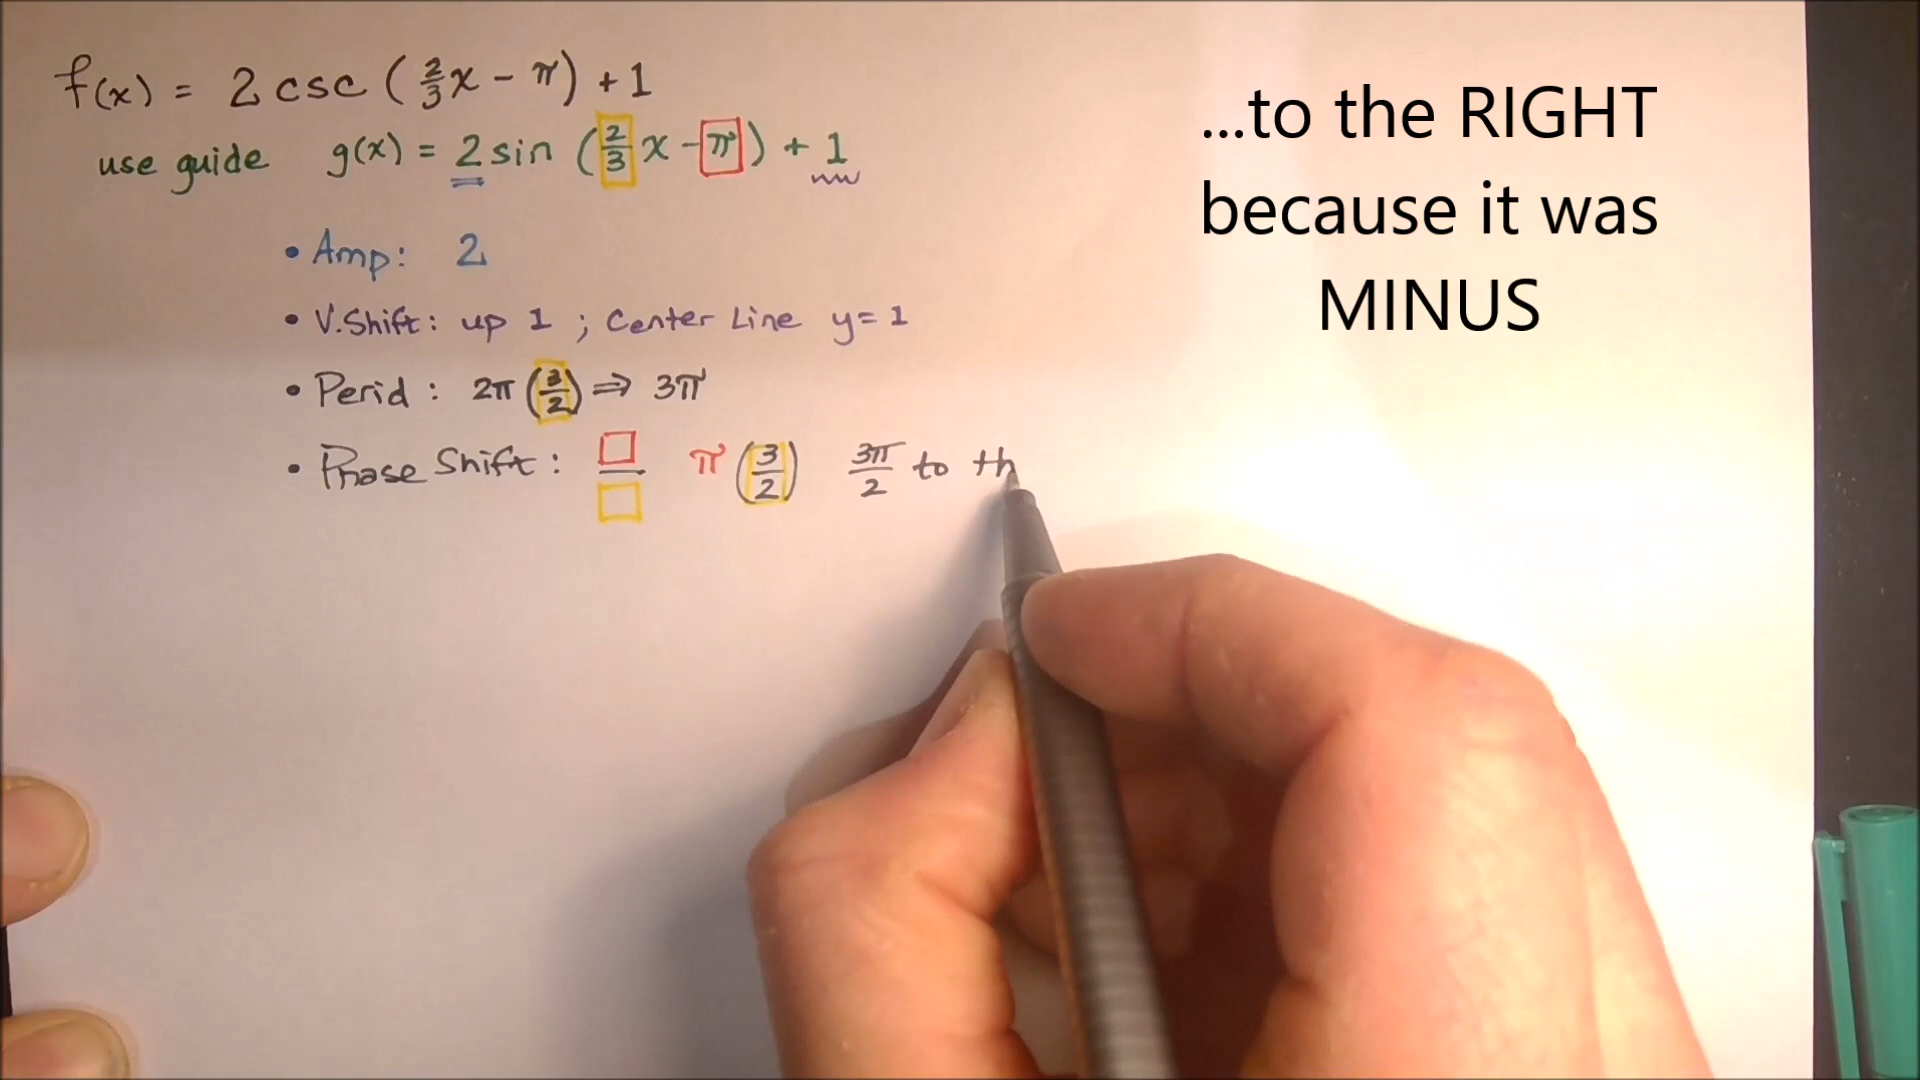 f(x) = 2 csc (2/3 x - π) + 1
use guide g(x) = 2 sin (2/3 x - π) + 1
• Amp: 2
• V.Shift: up 1 ; Center Line y = 1
• Perid : 2π (3/2) ⇒ 3π
• Phase Shift : □/□ π (3/2) 3π/2 to th
...to the RIGHT
because it was
MINUS